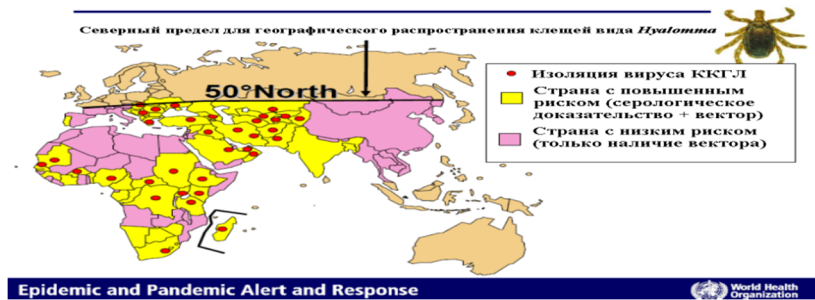 Северный предел для географического распространения клещей вида Hyalomma
50°North
Изоляция вируса ККГЛ
Страна с повышенным
риском (серологическое
доказательство + вектор)
Страна с низким риском
(только наличие вектора)
Epidemic and Pandemic Alert and Response
World Health
Organization